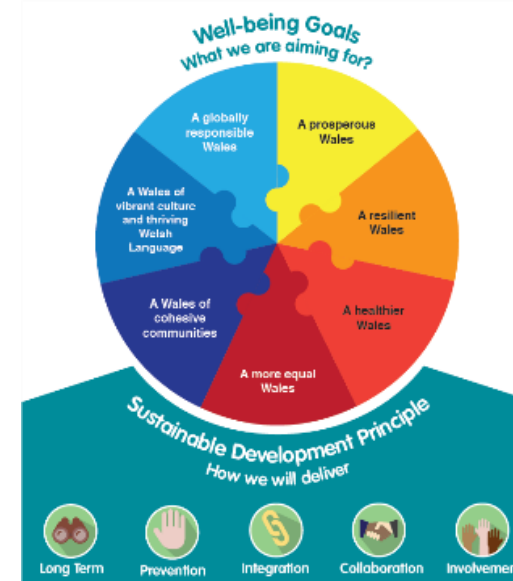 Well-being Goals
What we are aiming for?
A globally
responsible
Wales
A prosperous
Wales
A Wales of
vibrant culture
and thriving
Welsh
Language
A resilient
Wales
A Wales of
cohesive
communities
A healthier
Wales
A more equal
Wales
Sustainable Development Principle
How we will deliver
Long Term
Prevention
Integration
Collaboration
Involvemen